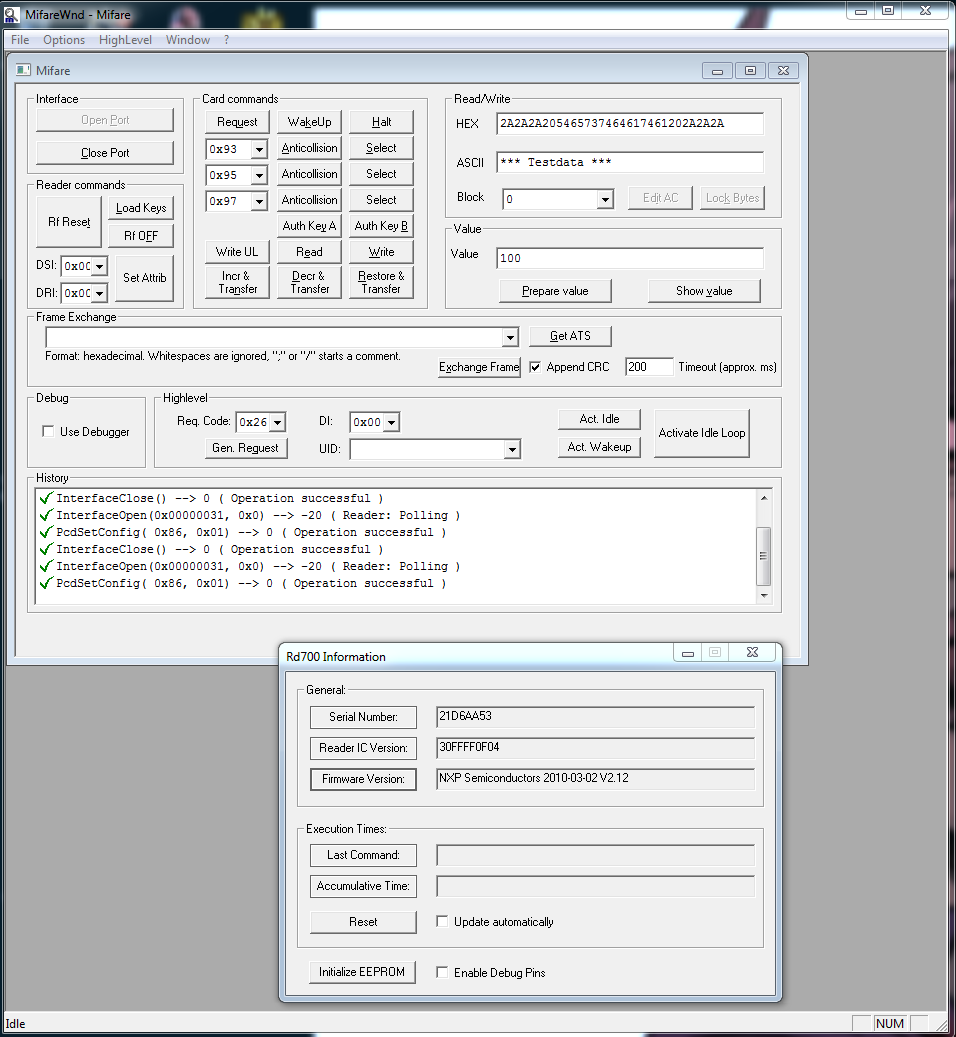 MifareWnd - Mifare
File Options HighLevel Window ?
Mifare
Interface
Open Port
Close Port
Reader commands
Rf Reset
Load Keys
Rf OFF
DSI: 0x00
DRI: 0x00
Set Attrib
Card commands
Request WakeUp Halt
0x93 Anticollision Select
0x95 Anticollision Select
0x97 Anticollision Select
Auth Key A Auth Key B
Write UL Read Write
Incr & Transfer Decr & Transfer Restore & Transfer
Read/Write
HEX 2A2A2A205465737464617461202A2A2A
ASCII *** Testdata ***
Block 0 Edit AC Lock Bytes
Value
Value 100
Prepare value Show value
Frame Exchange
Get ATS
Format: hexadecimal. Whitespaces are ignored, ";" or "/" starts a comment.
Exchange Frame Append CRC 200 Timeout (approx. ms)
Debug
Use Debugger
Highlevel
Req. Code: 0x26 DI: 0x00 Act. Idle
Gen. Request UID: Act. Wakeup
Activate Idle Loop
History
InterfaceClose() --> 0 ( Operation successful )
InterfaceOpen(0x00000031, 0x0) --> -20 ( Reader: Polling )
PcdSetConfig( 0x86, 0x01) --> 0 ( Operation successful )
InterfaceClose() --> 0 ( Operation successful )
InterfaceOpen(0x00000031, 0x0) --> -20 ( Reader: Polling )
PcdSetConfig( 0x86, 0x01) --> 0 ( Operation successful )
Rd700 Information
General:
Serial Number: 21D6AA53
Reader IC Version: 30FFFF0F04
Firmware Version: NXP Semiconductors 2010-03-02 V2.12
Execution Times:
Last Command:
Accumulative Time:
Reset Update automatically
Initialize EEPROM Enable Debug Pins
Idle NUM